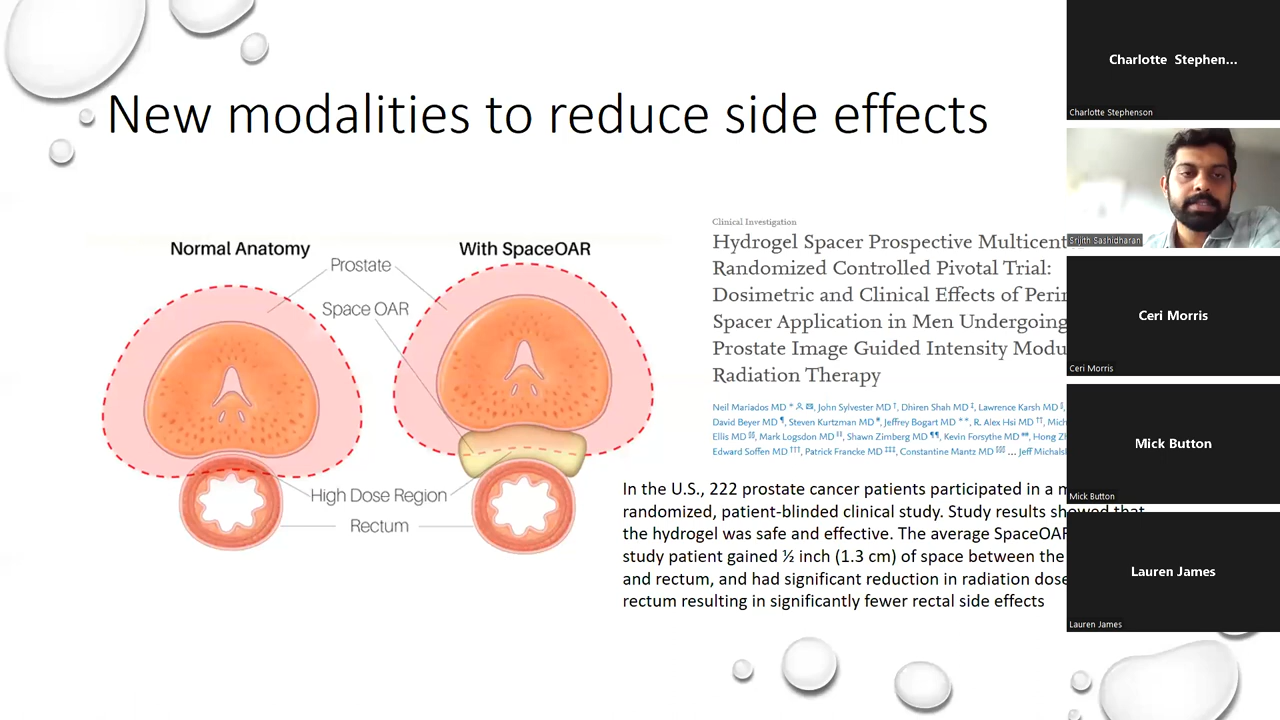 New modalities to reduce side effects
Normal Anatomy
With SpaceOAR
Prostate
Space OAR
High Dose Region
Rectum
Clinical Investigation
Hydrogel Spacer Prospective Multicent
Randomized Controlled Pivotal Trial:
Dosimetric and Clinical Effects of Perin
Spacer Application in Men Undergoing
Prostate Image Guided Intensity Modu
Radiation Therapy
Neil Mariados MD * John Sylvester MD †, Dhiren Shah MD ‡, Lawrence Karsh MD §,
David Beyer MD ¶, Steven Kurtzman MD #, Jeffrey Bogart MD **, R. Alex Hsi MD ††, Mich
Ellis MD §§, Mark Logsdon MD ‖‖, Shawn Zimberg MD ¶¶, Kevin Forsythe MD ##, Hong Zh
Edward Soffen MD †††, Patrick Francke MD ‡‡‡, Constantine Mantz MD §§§ ... Jeff Michals
In the U.S., 222 prostate cancer patients participated in a m
randomized, patient-blinded clinical study. Study results showed that
the hydrogel was safe and effective. The average SpaceOAR
study patient gained ½ inch (1.3 cm) of space between the
and rectum, and had significant reduction in radiation dose
rectum resulting in significantly fewer rectal side effects
Charlotte Stephen...
Charlotte Stephenson
Srijith Sashidharan
Ceri Morris
Ceri Morris
Mick Button
Mick Button
Lauren James
Lauren James